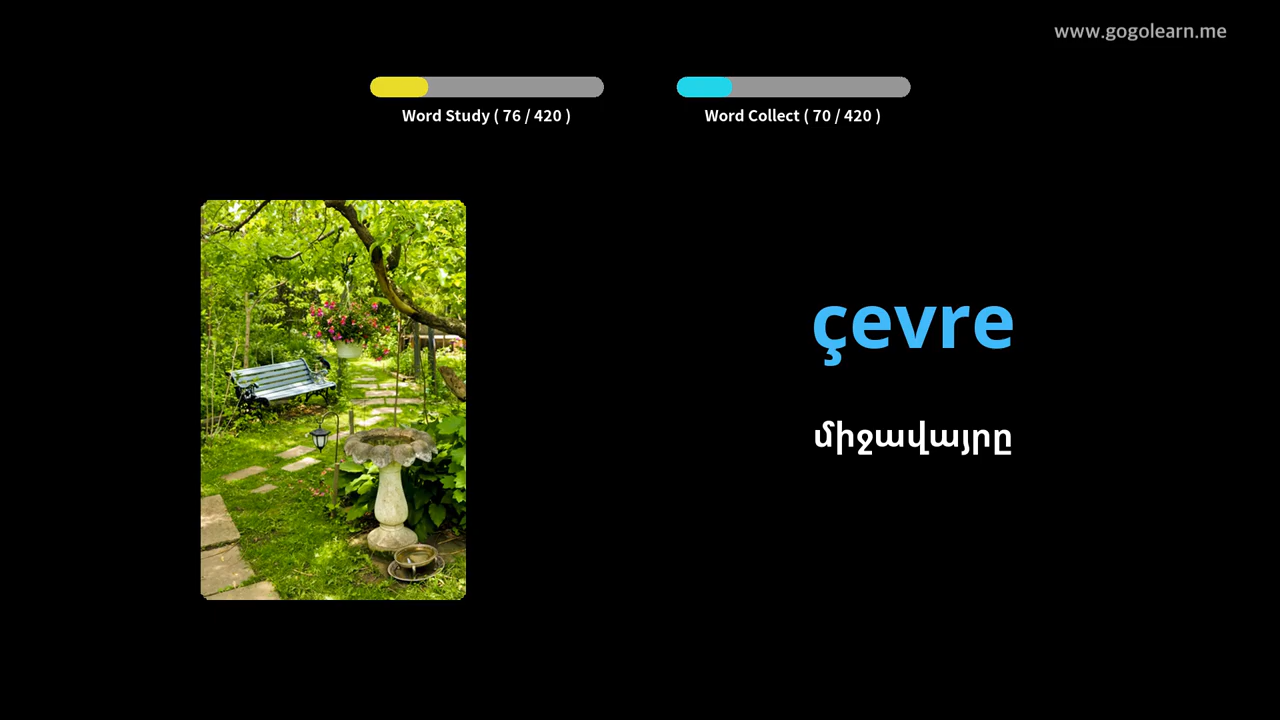 www.gogolearn.me
Word Study ( 76 / 420 )
Word Collect ( 70 / 420 )
çevre
միջավայրը